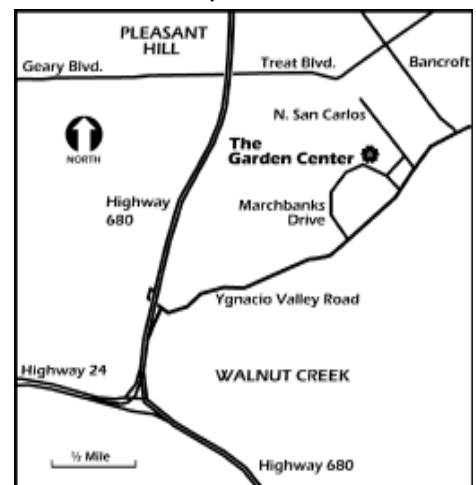 PLEASANT
HILL
Geary Blvd.
Treat Blvd.
Bancroft
N. San Carlos
The
Garden Center
NORTH
Highway
680
Marchbanks
Drive
Ygnacio Valley Road
Highway 24
WALNUT CREEK
½ Mile
Highway 680